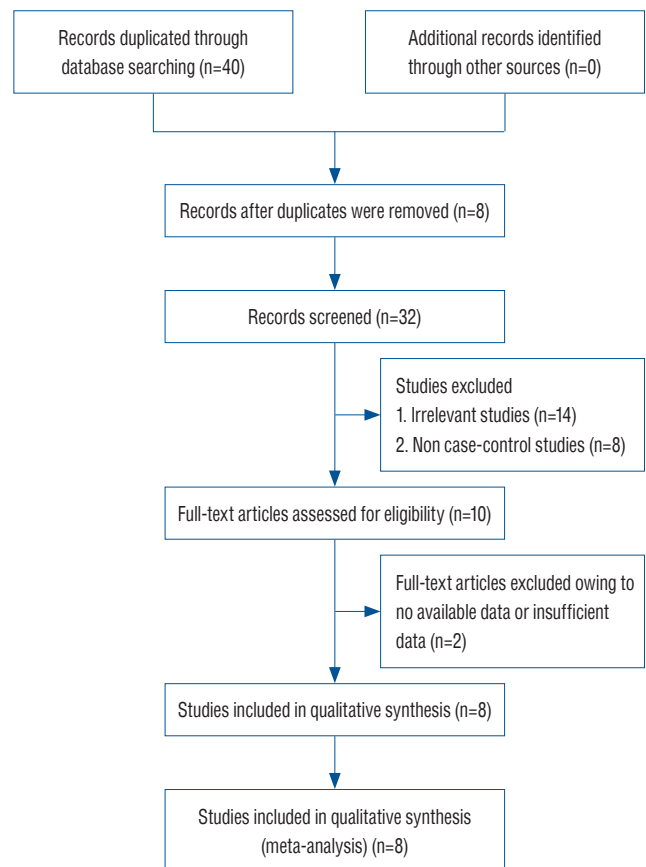 Records duplicated through
database searching (n=40)
Additional records identified
through other sources (n=0)
Records after duplicates were removed (n=8)
Records screened (n=32)
Studies excluded
1. Irrelevant studies (n=14)
2. Non case-control studies (n=8)
Full-text articles assessed for eligibility (n=10)
Full-text articles excluded owing to
no available data or insufficient
data (n=2)
Studies included in qualitative synthesis (n=8)
Studies included in qualitative synthesis
(meta-analysis) (n=8)